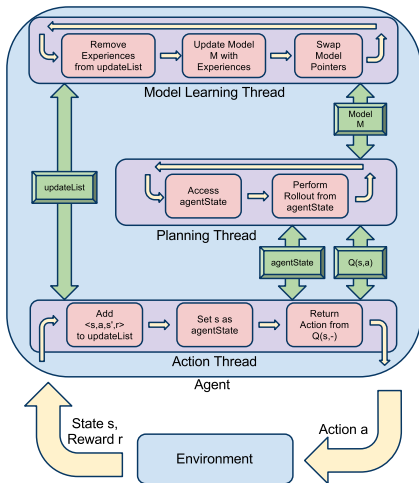 Remove
Experiences
from updateList
Update Model
M with
Experiences
Swap
Model
Pointers
Model Learning Thread
Model
M
updateList
Access
agentState
Perform
Rollout from
agentState
Planning Thread
agentState
Q(s,a)
Add
<s,a,s',r>
to updateList
Set s as
agentState
Return
Action from
Q(s,-)
Action Thread
Agent
State s,
Reward r
Environment
Action a